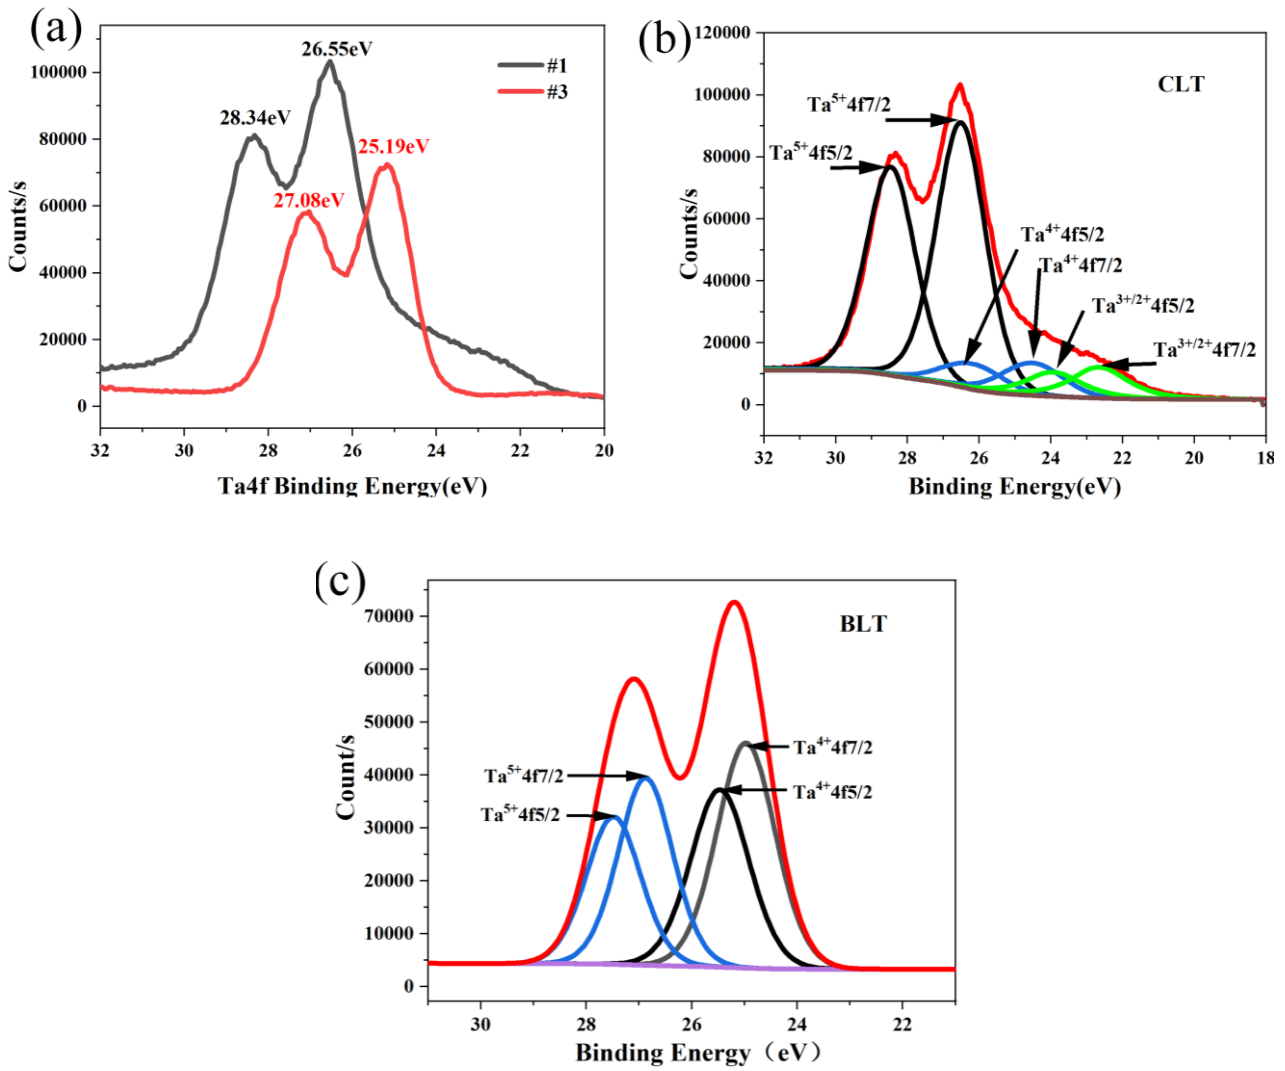 (a)
26.55eV
28.34eV
25.19eV
27.08eV
#1
#3
Counts/s
100000
80000
60000
40000
20000
0
32 30 28 26 24 22 20
Ta4f Binding Energy(eV)
(b)
CLT
Ta⁵⁺4f7/2
Ta⁵⁺4f5/2
Ta⁴⁺4f5/2
Ta⁴⁺4f7/2
Ta³⁺/²⁺4f5/2
Ta³⁺/²⁺4f7/2
Counts/s
120000
100000
80000
60000
40000
20000
0
32 30 28 26 24 22 20 18
Binding Energy(eV)
(c)
BLT
Ta⁴⁺4f7/2
Ta⁵⁺4f7/2
Ta⁴⁺4f5/2
Ta⁵⁺4f5/2
Count/s
70000
60000
50000
40000
30000
20000
10000
0
30 28 26 24 22
Binding Energy（eV）